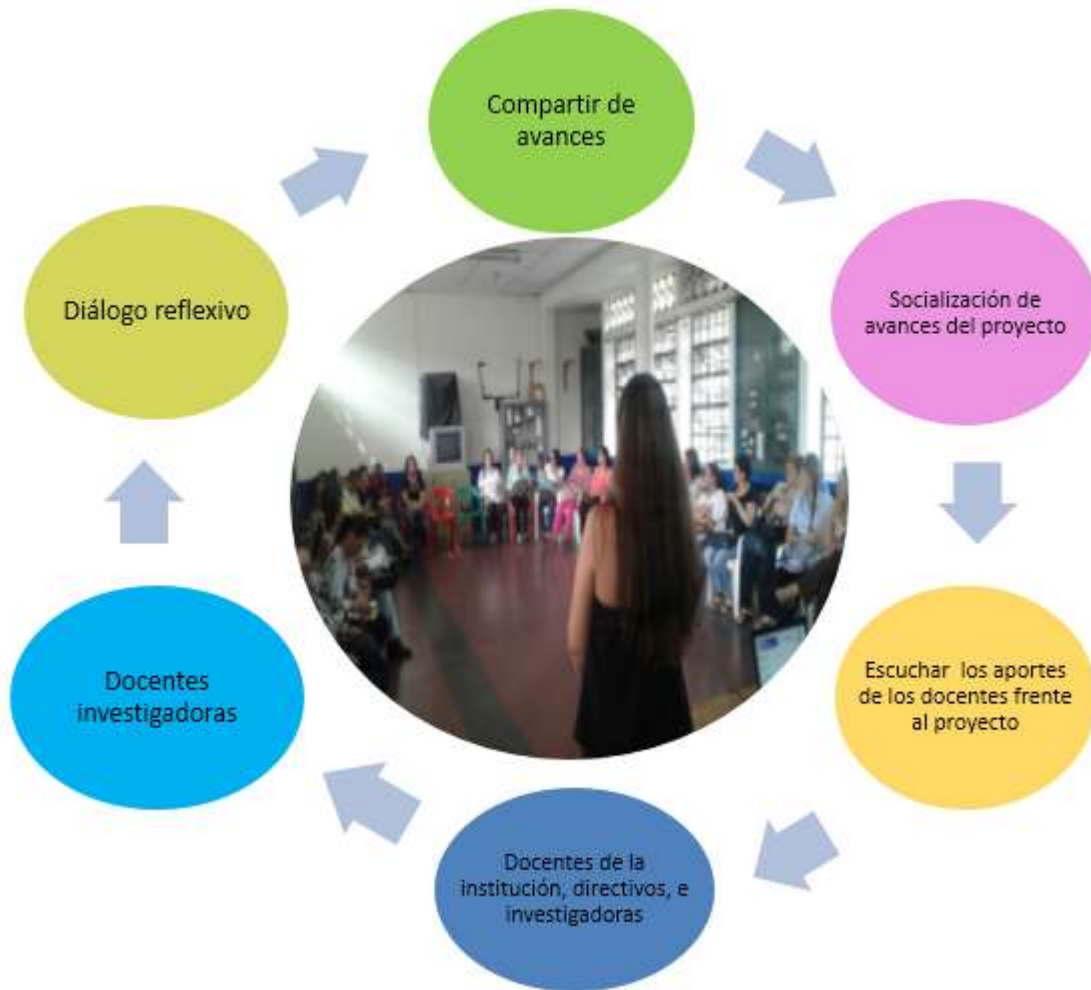 Compartir de
avances
Socialización de
avances del proyecto
Escuchar los aportes
de los docentes frente
al proyecto
Docentes de la
institución, directivos, e
investigadoras
Docentes
investigadoras
Diálogo reflexivo